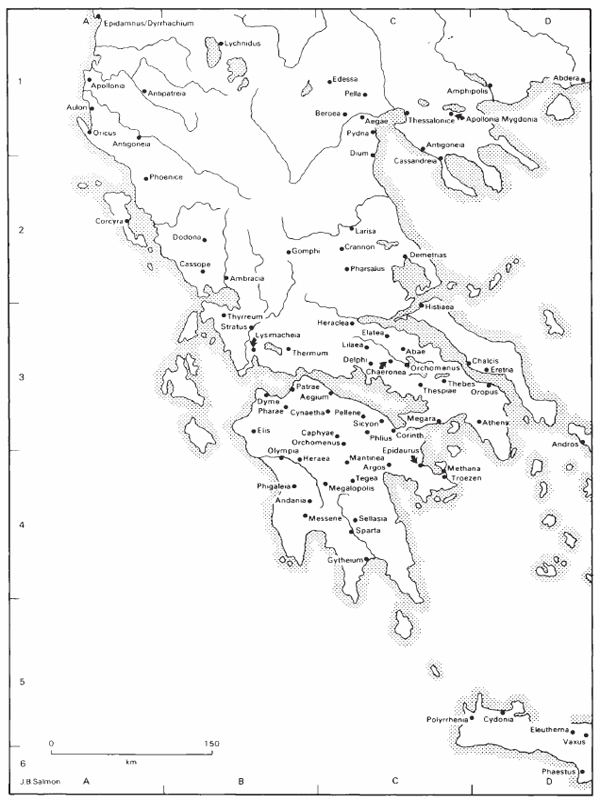 A C D
Epidamnus/Dyrrhachium
Lychnidus
1
Edessa
Abdera
Apollonia
Antipatreia
Pella
Amphipolis
Aulon
Beroea
Aegae
Thessalonice
Apollonia Mygdonia
Oricus
Pydna
Antigoneia
Antigoneia
Dium
Cassandreia
Phoenice
Corcyra
2
Larisa
Dodona
Gomphi
Crannon
Demetrias
Cassope
Pharsalus
Ambracia
Histiaea
Thyrreum
Heraclea
Stratus
Elatea
Lysimacheia
Lilaea
Abae
Thermum
Delphi
Orchomenus
Chalcis
Chaeronea
Eretria
3
Thebes
Patrae
Thespiae
Oropus
Dyme
Aegium
Pharae
Cynaetha
Pellene
Megara
Athens
Sicyon
Elis
Caphyae
Phlius
Corinth
Andros
Orchomenus
Epidaurus
Olympia
Heraea
Mantinea
Argos
Methana
Tegea
Troezen
Phigaleia
Megalopolis
Andania
4
Messene
Sellasia
Sparta
Gytheium
5
Polyrrhenia
Cydonia
Eleutherna
Vaxus
0 150
km
6
Phaestus
J.B.Salmon
A B C D